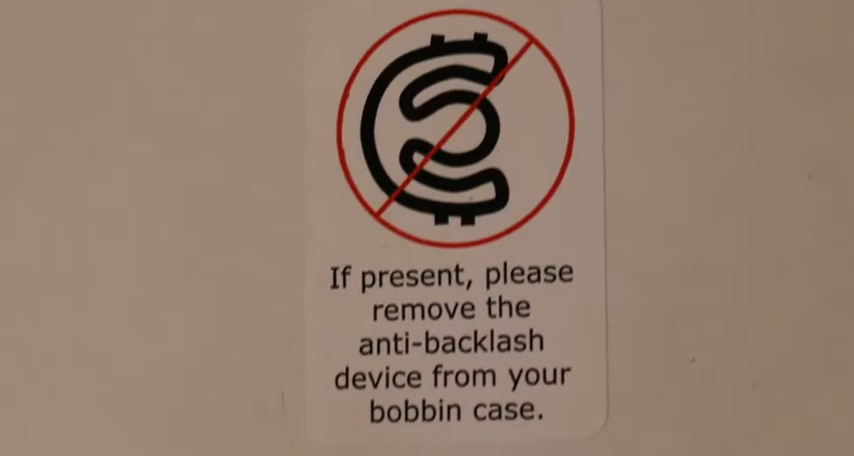 If present, please
remove the
anti-backlash
device from your
bobbin case.